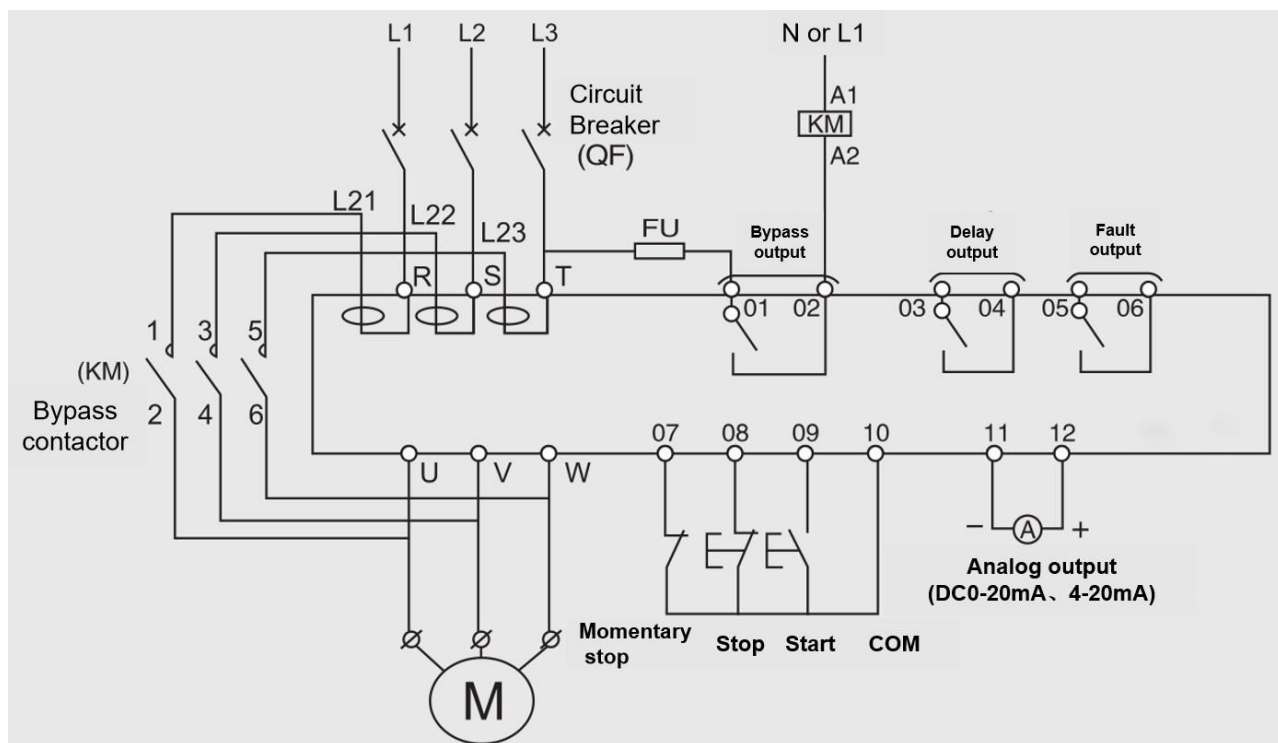 L1
L2
L3
N or L1
Circuit
Breaker
(QF)
A1
KM
A2
L21
L22
L23
FU
Bypass
output
Delay
output
Fault
output
R
S
T
01
02
03
04
05
06
1
3
5
(KM)
Bypass
contactor
2
4
6
07
08
09
10
11
12
U
V
W
−
A
+
Analog output
(DC0-20mA、4-20mA)
Momentary
stop
Stop
Start
COM
M